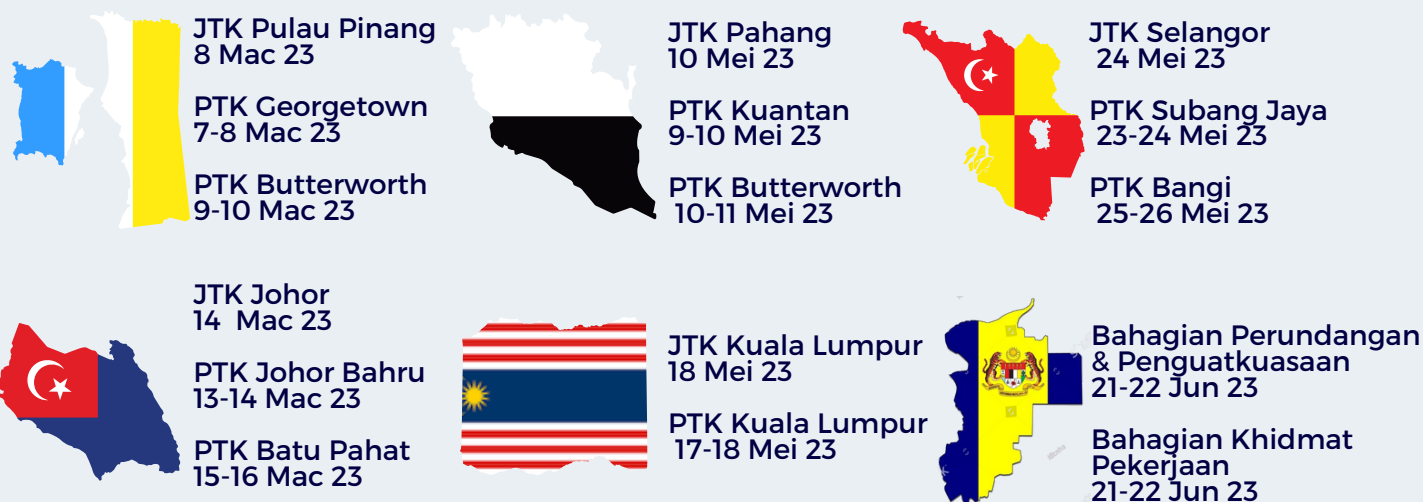 JTK Pulau Pinang
8 Mac 23
PTK Georgetown
7-8 Mac 23
PTK Butterworth
9-10 Mac 23
JTK Pahang
10 Mei 23
PTK Kuantan
9-10 Mei 23
PTK Butterworth
10-11 Mei 23
JTK Selangor
24 Mei 23
PTK Subang Jaya
23-24 Mei 23
PTK Bangi
25-26 Mei 23
JTK Johor
14 Mac 23
PTK Johor Bahru
13-14 Mac 23
PTK Batu Pahat
15-16 Mac 23
JTK Kuala Lumpur
18 Mei 23
PTK Kuala Lumpur
17-18 Mei 23
Bahagian Perundangan
& Penguatkuasaan
21-22 Jun 23
Bahagian Khidmat
Pekerjaan
21-22 Jun 23